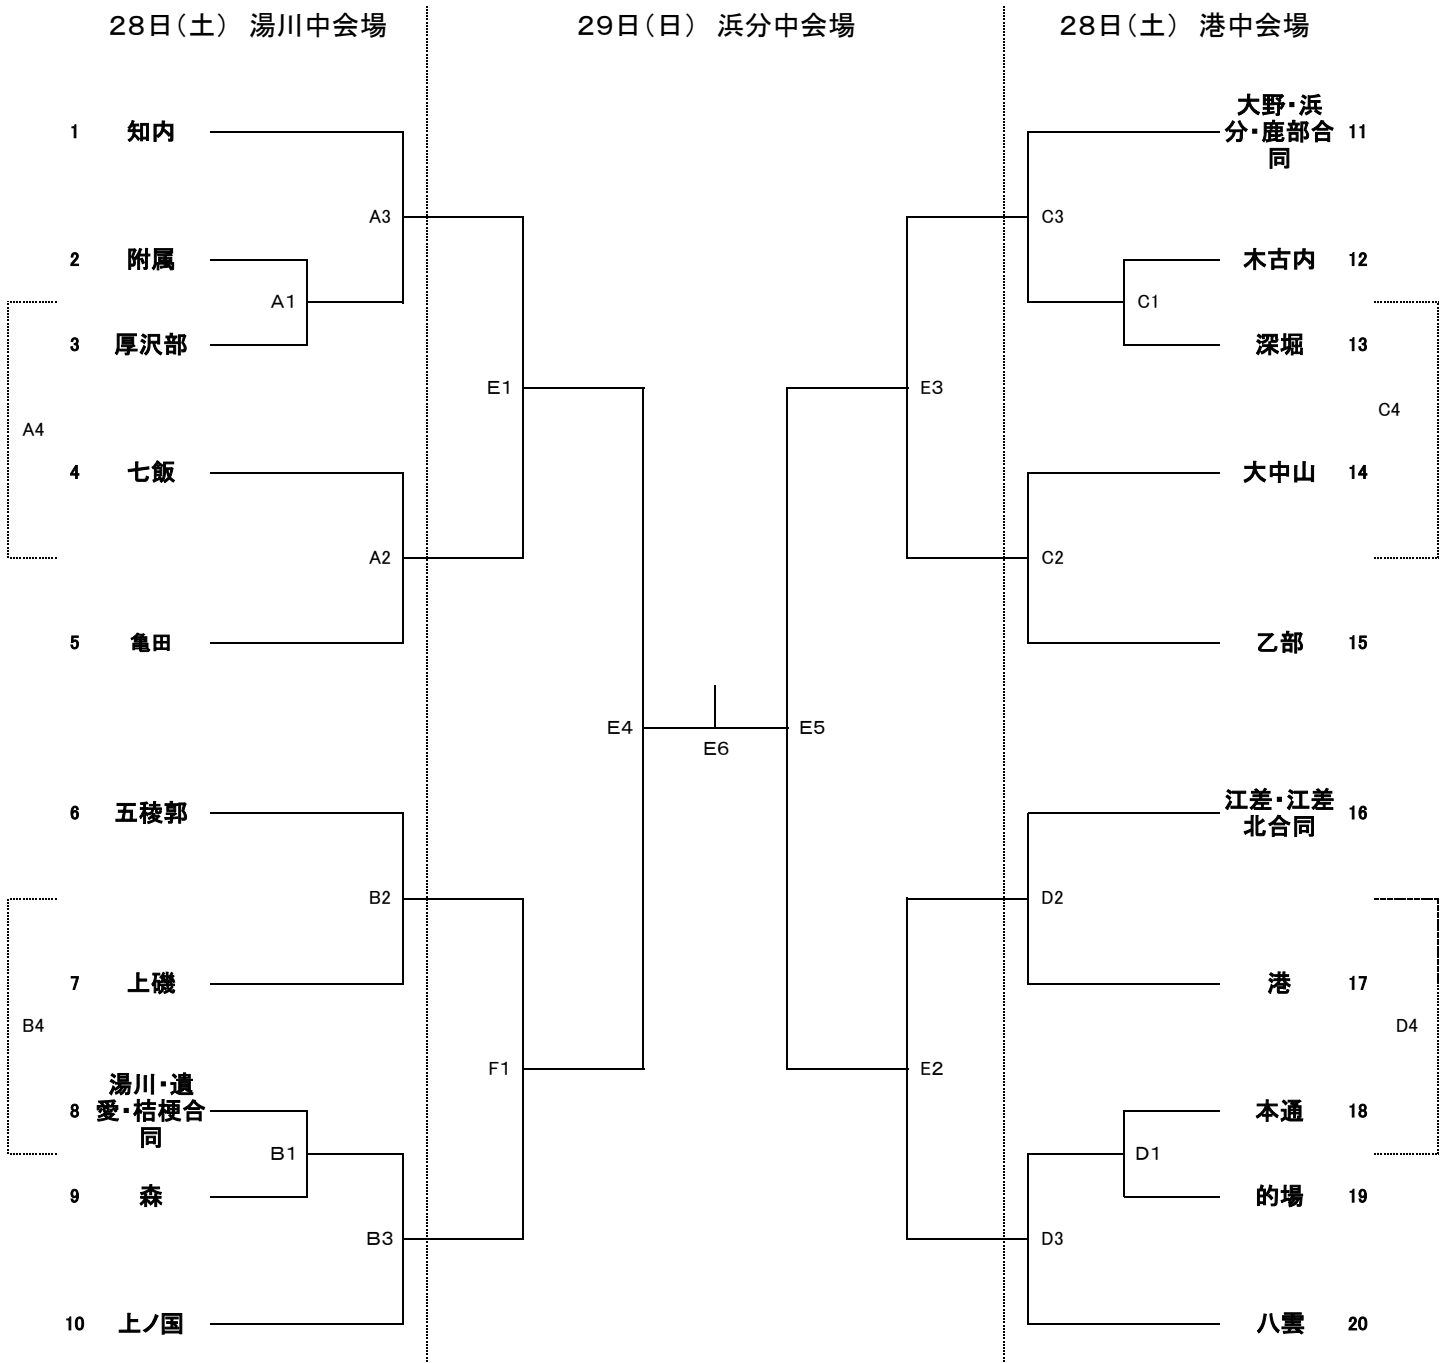 28日(土) 湯川中会場
29日(日) 浜分中会場
28日(土) 港中会場
1 知内
A3
2 附属
A1
3 厚沢部
E1
A4
4 七飯
A2
5 亀田
E4
E6
E5
6 五稜郭
B2
7 上磯
B4
F1
湯川・遺
8 愛・桔梗合
同
B1
9 森
B3
10 上ノ国
大野・浜
分・鹿部合 11
同
C3
木古内 12
C1
深堀 13
E3
C4
大中山 14
C2
乙部 15
江差・江差
北合同 16
D2
港 17
D4
E2
本通 18
D1
的場 19
D3
八雲 20